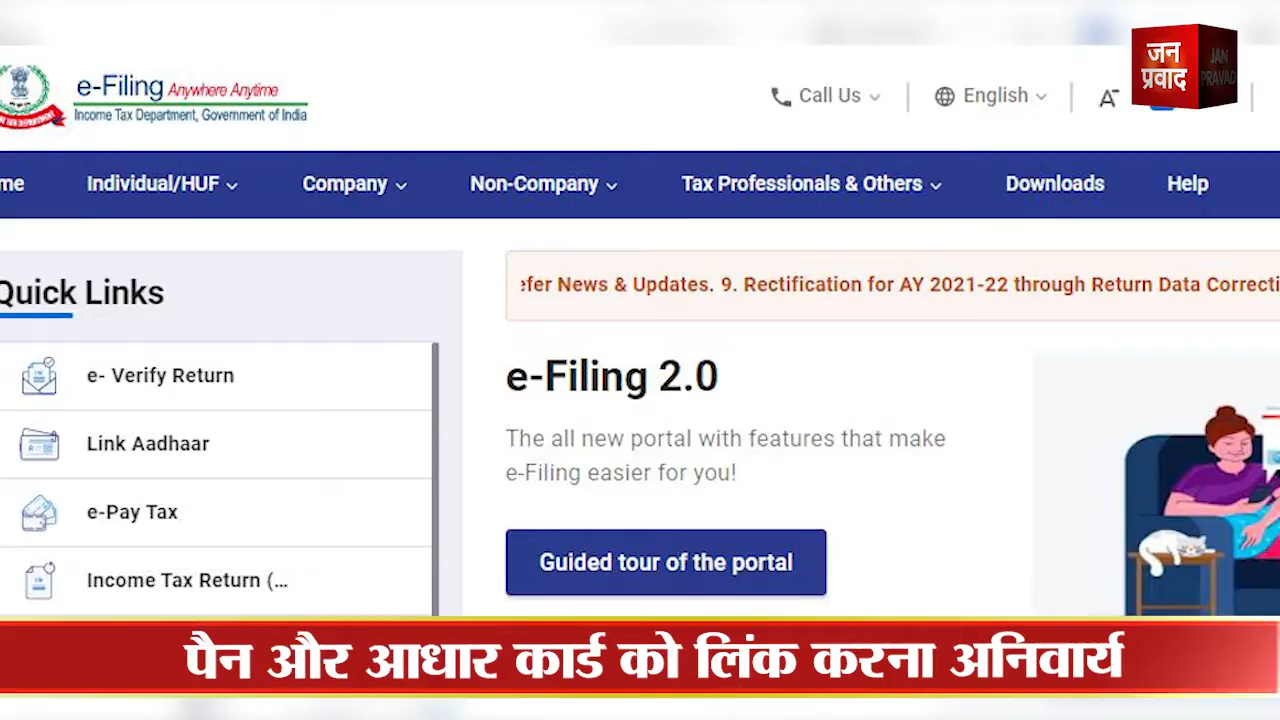 जन
प्रवाद
JAN
PRAVAD
e-Filing Anywhere Anytime
Income Tax Department, Government of India
Call Us
English
A
me
Individual/HUF
Company
Non-Company
Tax Professionals & Others
Downloads
Help
Quick Links
e- Verify Return
Link Aadhaar
e-Pay Tax
Income Tax Return (...
efer News & Updates. 9. Rectification for AY 2021-22 through Return Data Correcti
e-Filing 2.0
The all new portal with features that make
e-Filing easier for you!
Guided tour of the portal
पैन और आधार कार्ड को लिंक करना अनिवार्य